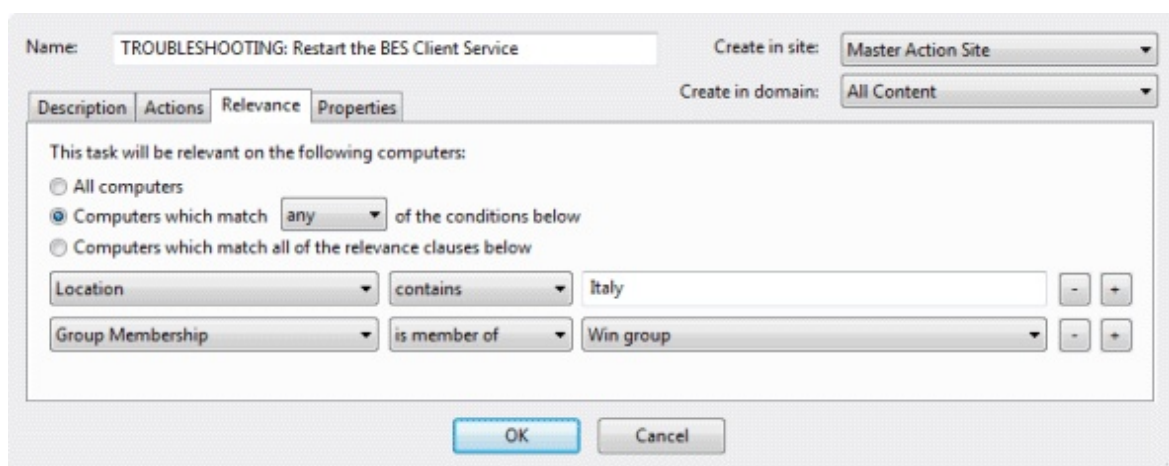 Name: TROUBLESHOOTING: Restart the BES Client Service Create in site: Master Action Site
Create in domain: All Content
Description Actions Relevance Properties
This task will be relevant on the following computers:
All computers
Computers which match any of the conditions below
Computers which match all of the relevance clauses below
Location contains Italy - +
Group Membership is member of Win group - +
OK Cancel